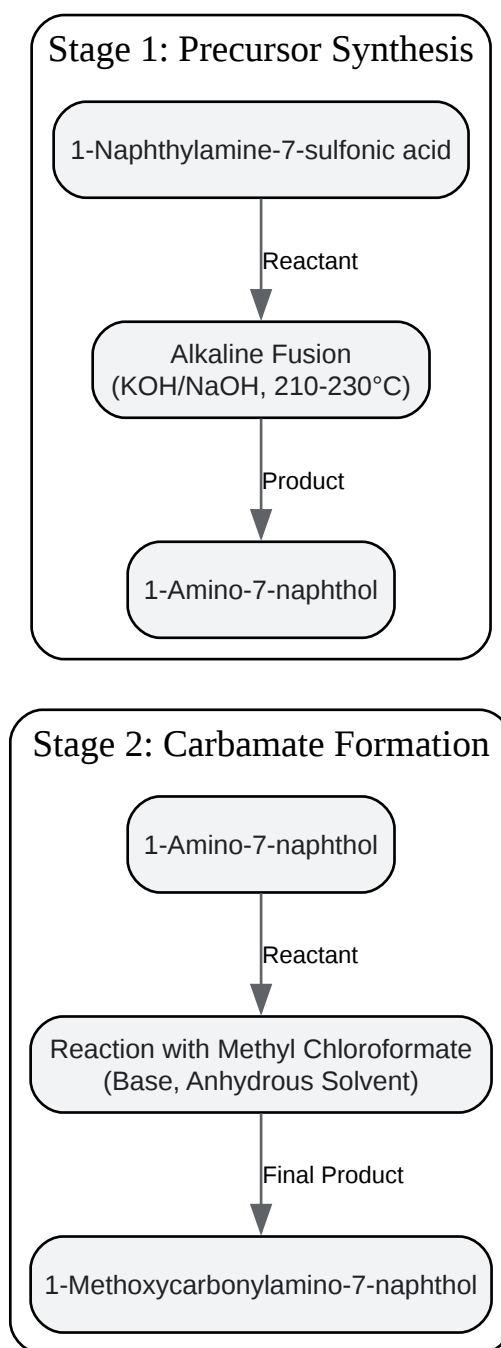 Stage 1: Precursor Synthesis
1-Naphthylamine-7-sulfonic acid
Reactant
Alkaline Fusion
(KOH/NaOH, 210-230°C)
Product
1-Amino-7-naphthol
Stage 2: Carbamate Formation
1-Amino-7-naphthol
Reactant
Reaction with Methyl Chloroformate
(Base, Anhydrous Solvent)
Final Product
1-Methoxycarbonylamino-7-naphthol